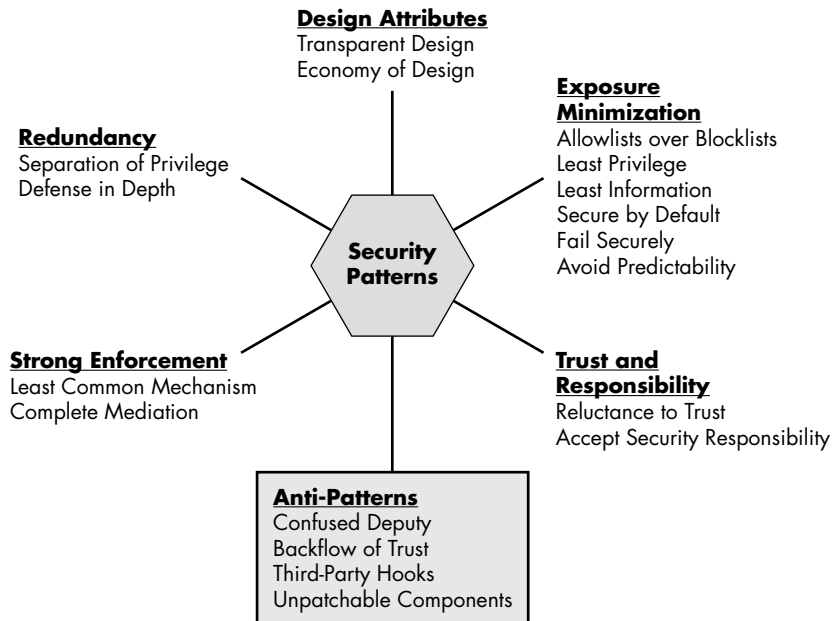 Design Attributes
Transparent Design
Economy of Design
Exposure
Minimization
Allowlists over Blocklists
Least Privilege
Least Information
Secure by Default
Fail Securely
Avoid Predictability
Redundancy
Separation of Privilege
Defense in Depth
Security
Patterns
Strong Enforcement
Least Common Mechanism
Complete Mediation
Trust and
Responsibility
Reluctance to Trust
Accept Security Responsibility
Anti-Patterns
Confused Deputy
Backflow of Trust
Third-Party Hooks
Unpatchable Components